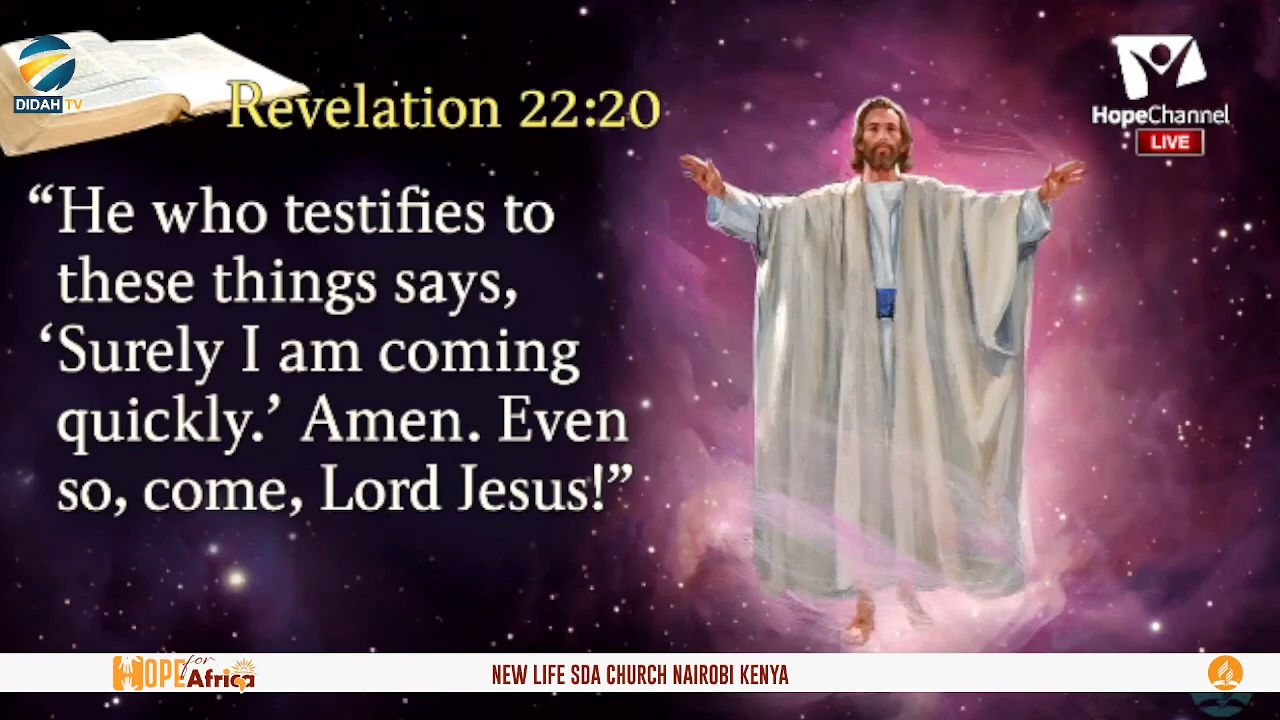 DIDAH TV
Revelation 22:20
HopeChannel
LIVE
“He who testifies to
these things says,
‘Surely I am coming
quickly.’ Amen. Even
so, come, Lord Jesus!”
HOPE for Africa
NEW LIFE SDA CHURCH NAIROBI KENYA